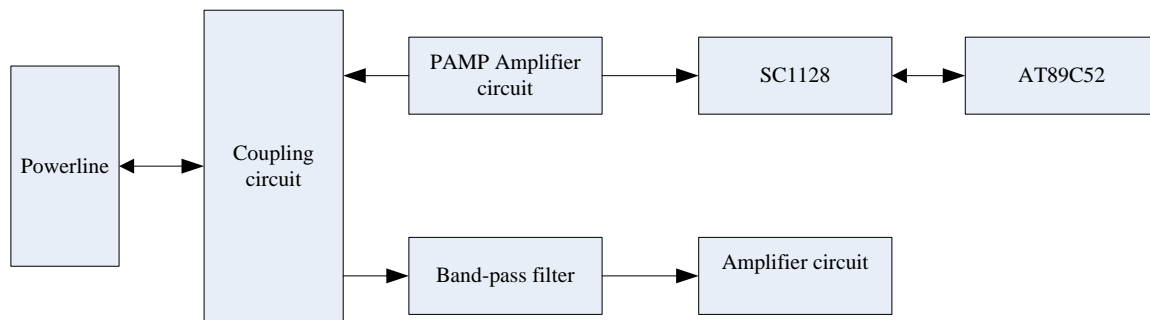 PAMP Amplifier
circuit
SC1128
AT89C52
Powerline
Coupling
circuit
Band-pass filter
Amplifier circuit